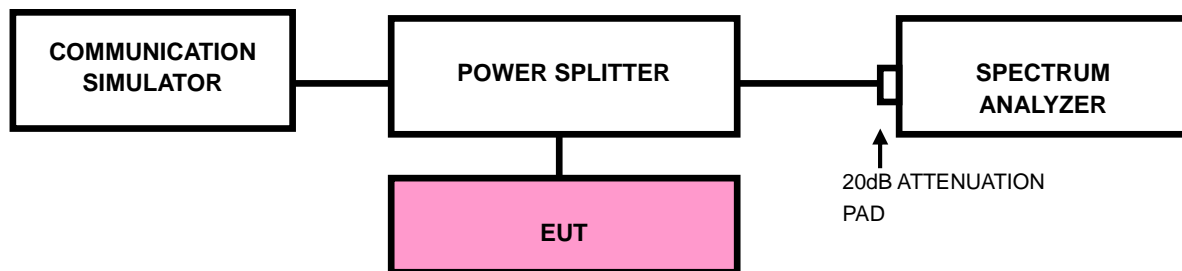 COMMUNICATION
SIMULATOR
POWER SPLITTER
SPECTRUM
ANALYZER
20dB ATTENUATION
PAD
EUT